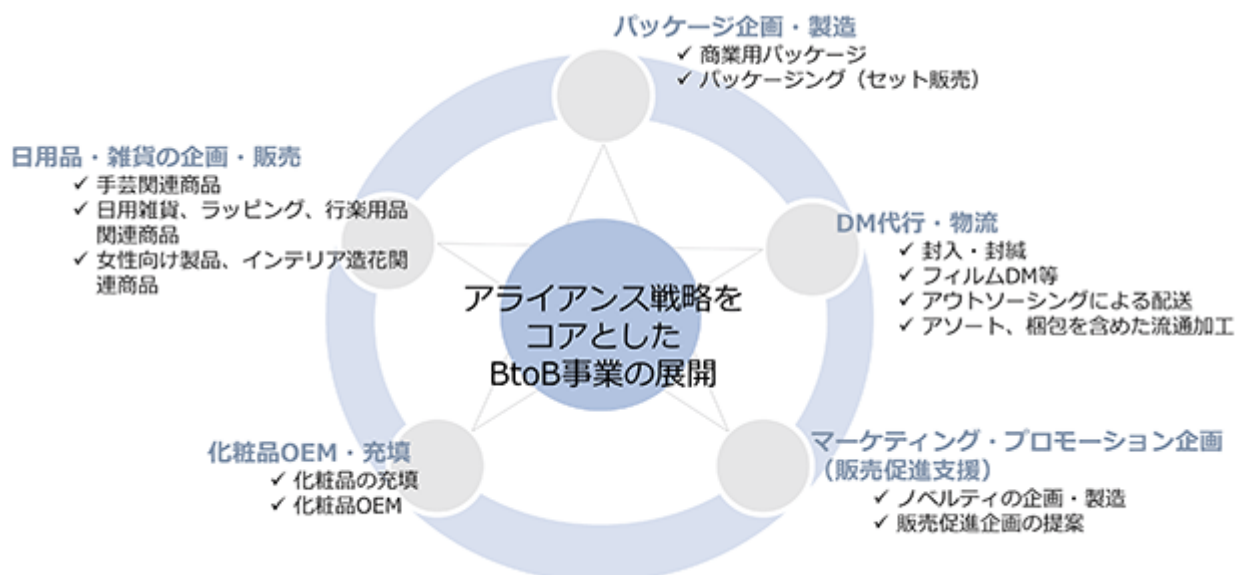 パッケージ企画・製造
✓ 商業用パッケージ
✓ パッケージング（セット販売）
日用品・雑貨の企画・販売
✓ 手芸関連商品
✓ 日用雑貨、ラッピング、行楽用品
関連商品
✓ 女性向け製品、インテリア造花関
連商品
DM代行・物流
✓ 封入・封緘
✓ フィルムDM等
✓ アウトソーシングによる配送
✓ アソート、梱包を含めた流通加工
アライアンス戦略を
コアとした
BtoB事業の展開
化粧品OEM・充填
✓ 化粧品の充填
✓ 化粧品OEM
マーケティング・プロモーション企画
（販売促進支援）
✓ ノベルティの企画・製造
✓ 販売促進企画の提案